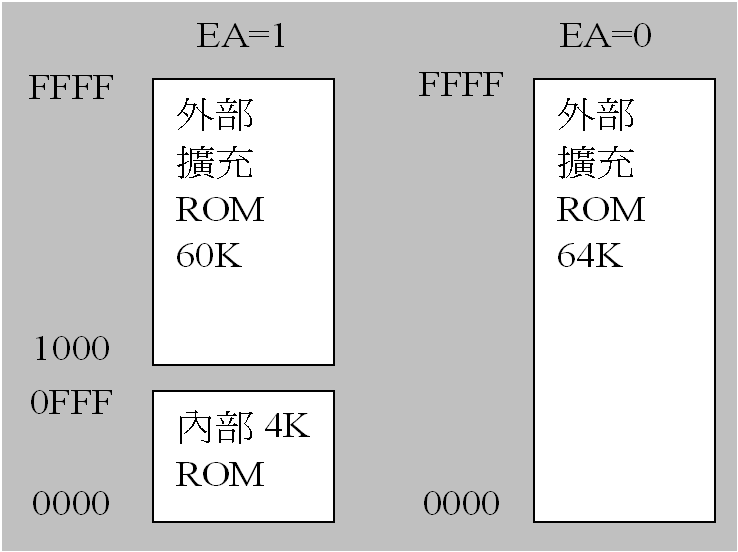 EA=1
FFFF
外部
擴充
ROM
60K
1000
0FFF
內部 4K
ROM
0000
EA=0
FFFF
外部
擴充
ROM
64K
0000